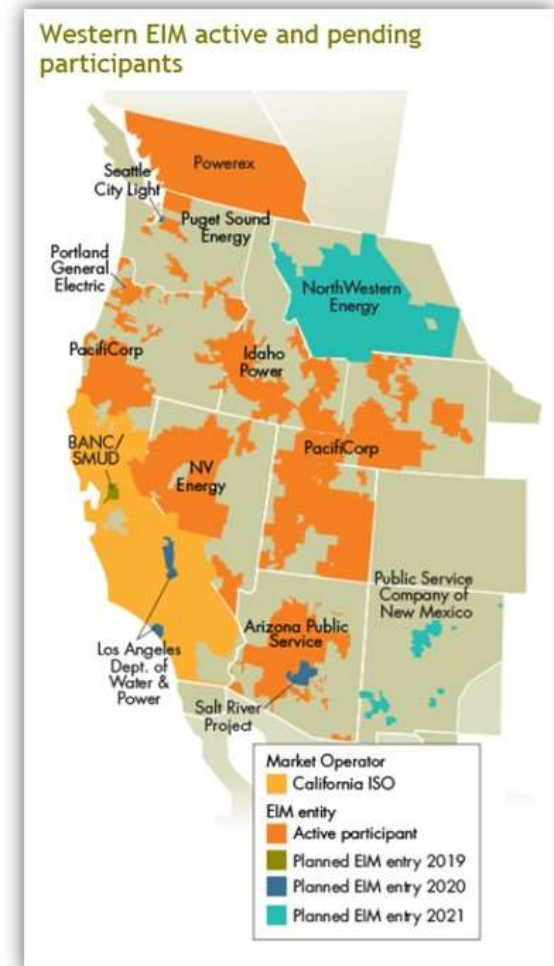 Western EIM active and pending
participants
Powerex
Seattle
City Light
Puget Sound
Energy
Portland
General
Electric
NorthWestern
Energy
PacifiCorp
Idaho
Power
BANC/
SMUD
NV
Energy
PacifiCorp
Public Service
Company of
New Mexico
Arizona Public
Service
Los Angeles
Dept. of
Water &
Power
Salt River
Project
Market Operator
California ISO
EIM entity
Active participant
Planned EIM entry 2019
Planned EIM entry 2020
Planned EIM entry 2021